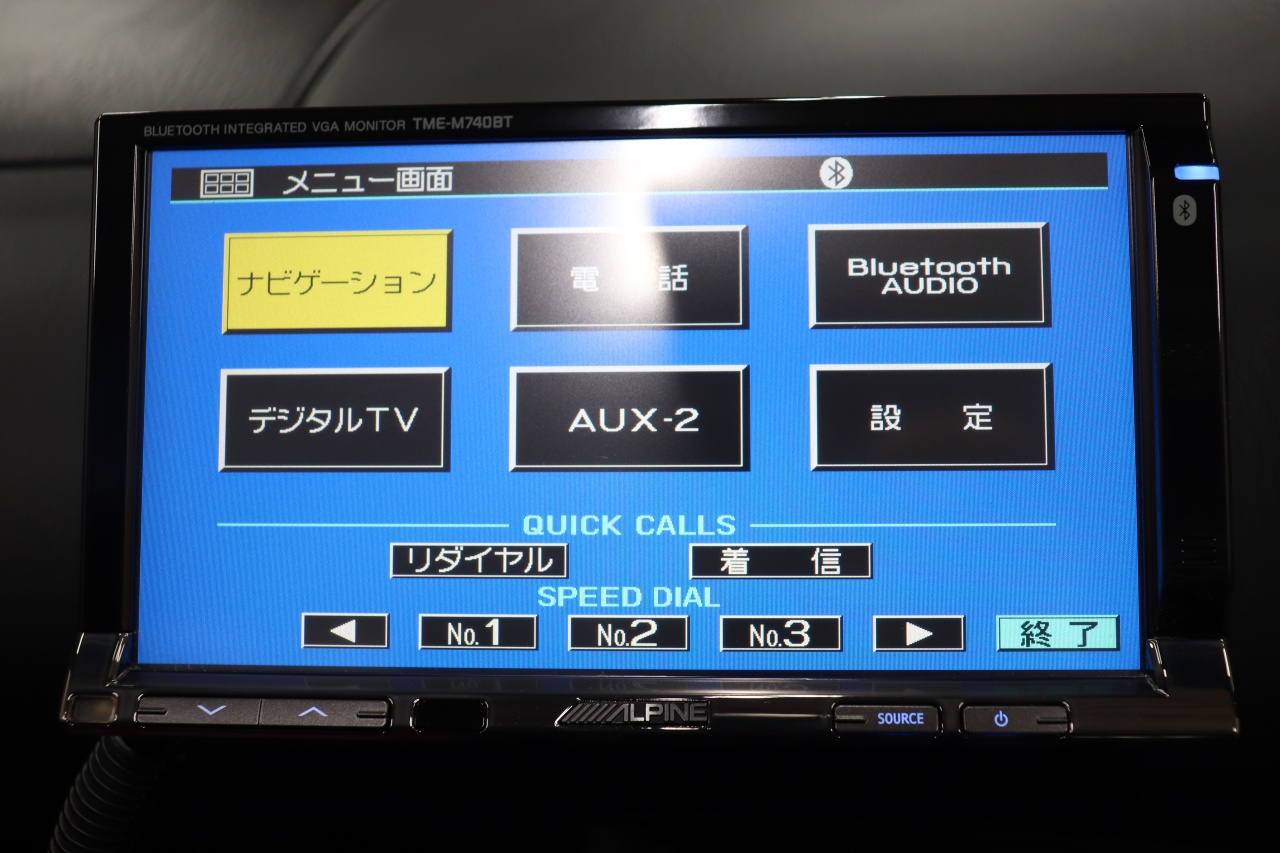 BLUETOOTH INTEGRATED VGA MONITOR TME-M740BT
メニュー画面
ナビゲーション
電 話
Bluetooth
AUDIO
デジタルTV
AUX-2
設 定
QUICK CALLS
リダイヤル
着 信
SPEED DIAL
No.1
No.2
No.3
終 了
ALPINE
SOURCE